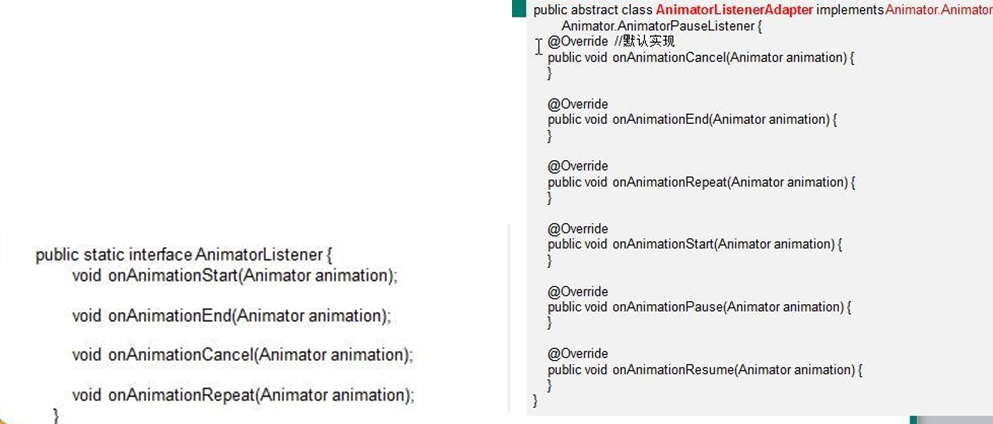 public static interface AnimatorListener {
void onAnimationStart(Animator animation);
void onAnimationEnd(Animator animation);
void onAnimationCancel(Animator animation);
void onAnimationRepeat(Animator animation);
}
public abstract class AnimatorListenerAdapter implements Animator.Animator
Animator.AnimatorPauseListener {
@Override //默认实现
public void onAnimationCancel(Animator animation) {
}
@Override
public void onAnimationEnd(Animator animation) {
}
@Override
public void onAnimationRepeat(Animator animation) {
}
@Override
public void onAnimationStart(Animator animation) {
}
@Override
public void onAnimationPause(Animator animation) {
}
@Override
public void onAnimationResume(Animator animation) {
}
}